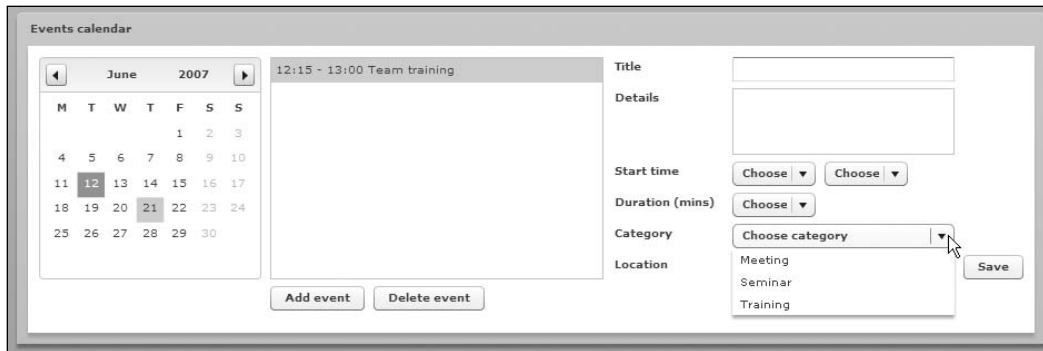 Events calendar
June 2007
M T W T F S S
1 2 3
4 5 6 7 8 9 10
11 12 13 14 15 16 17
18 19 20 21 22 23 24
25 26 27 28 29 30
12:15 - 13:00 Team training
Add event Delete event
Title
Details
Start time Choose Choose
Duration (mins) Choose
Category Choose category
Meeting
Seminar
Training
Location
Save